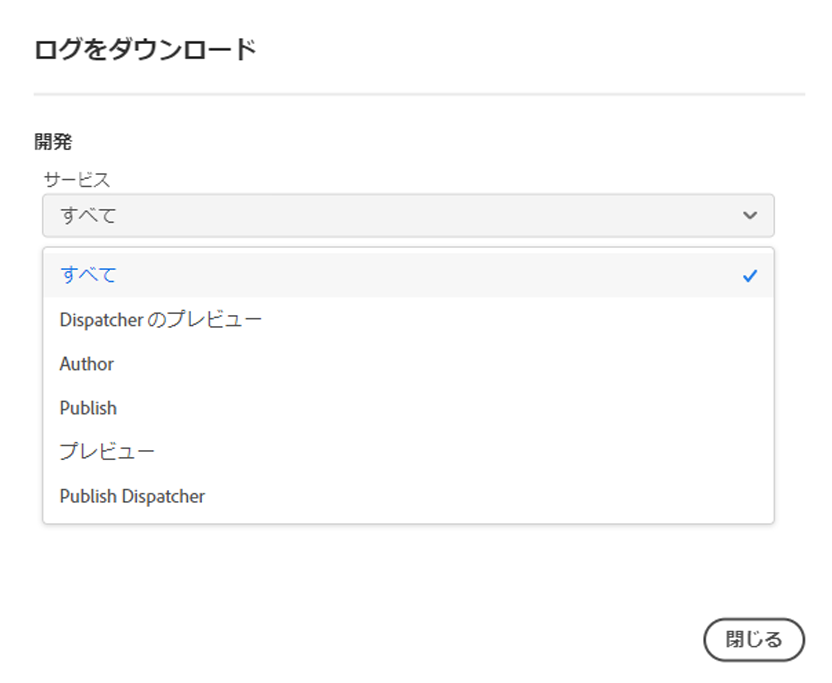 ログをダウンロード
開発
サービス
すべて
すべて
Dispatcher のプレビュー
Author
Publish
プレビュー
Publish Dispatcher
閉じる